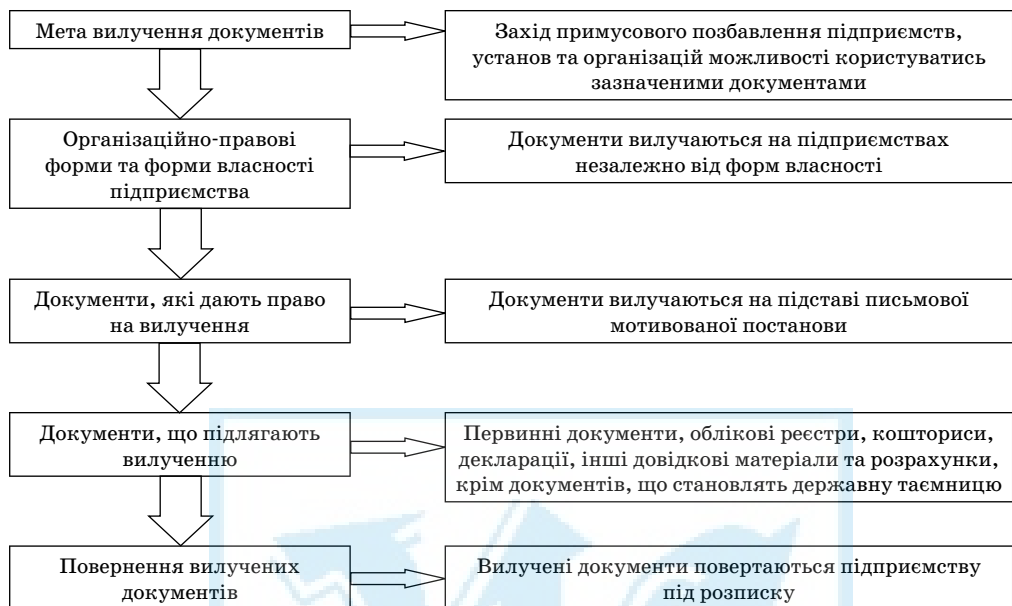 Мета вилучення документів
Захід примусового позбавлення підприємств,
установ та організацій можливості користуватись
зазначеними документами
Організаційно-правові
форми та форми власності
підприємства
Документи вилучаються на підприємствах
незалежно від форм власності
Документи, які дають право
на вилучення
Документи вилучаються на підставі письмової
мотивованої постанови
Документи, що підлягають
вилученню
Первинні документи, облікові реєстри, кошториси,
декларації, інші довідкові матеріали та розрахунки,
крім документів, що становлять державну таємницю
Повернення вилучених
документів
Вилучені документи повертаються підприємству
під розписку